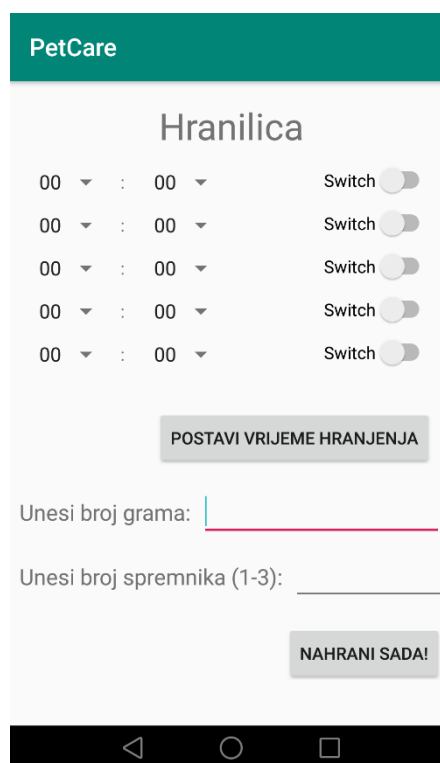 PetCare
Hranilica
00 : 00 Switch
00 : 00 Switch
00 : 00 Switch
00 : 00 Switch
00 : 00 Switch
POSTAVI VRIJEME HRANJENJA
Unesi broj grama:
Unesi broj spremnika (1-3):
NAHRANI SADA!